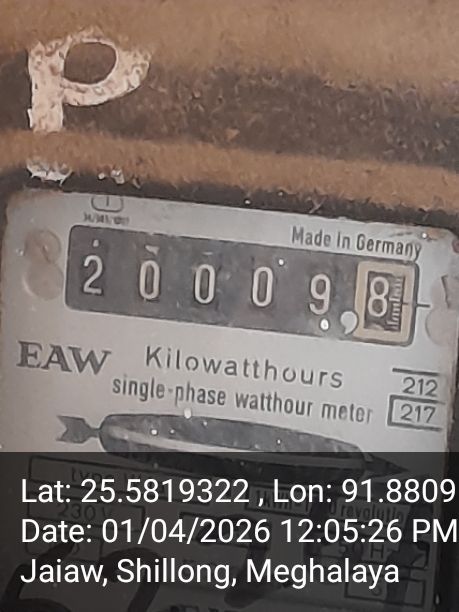 P
Made in Germany
2 0 0 0 9 , 8
EAW Kilowatthours
single-phase watthour meter
212
217
230 V
Lat: 25.5819322 , Lon: 91.8809
Date: 01/04/2026 12:05:26 PM
Jaiaw, Shillong, Meghalaya